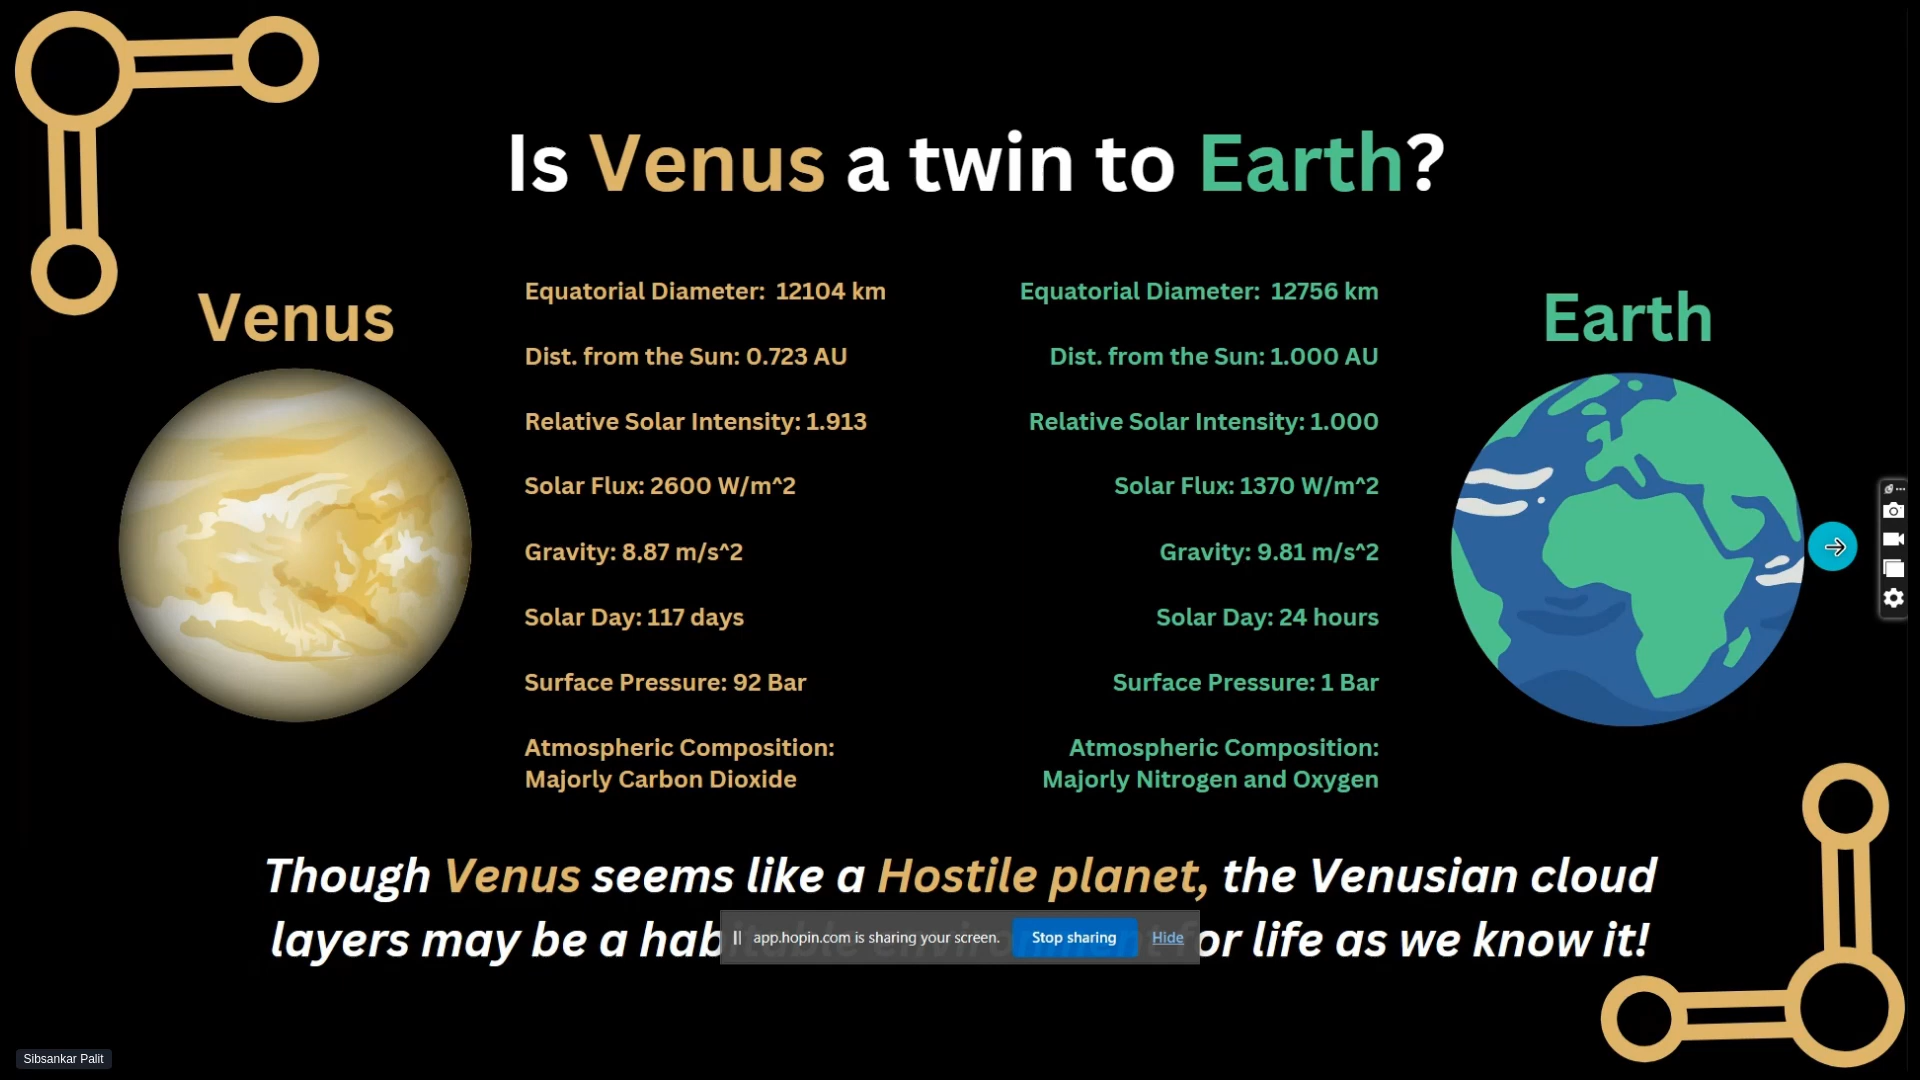 Is Venus a twin to Earth?
Venus
Equatorial Diameter: 12104 km
Dist. from the Sun: 0.723 AU
Relative Solar Intensity: 1.913
Solar Flux: 2600 W/m^2
Gravity: 8.87 m/s^2
Solar Day: 117 days
Surface Pressure: 92 Bar
Atmospheric Composition:
Majorly Carbon Dioxide
Equatorial Diameter: 12756 km
Dist. from the Sun: 1.000 AU
Relative Solar Intensity: 1.000
Solar Flux: 1370 W/m^2
Gravity: 9.81 m/s^2
Solar Day: 24 hours
Surface Pressure: 1 Bar
Atmospheric Composition:
Majorly Nitrogen and Oxygen
Earth
Though Venus seems like a Hostile planet, the Venusian cloud
layers may be a for life as we know it!
app.hopin.com is sharing your screen. Stop sharing Hide
Sibsankar Palit